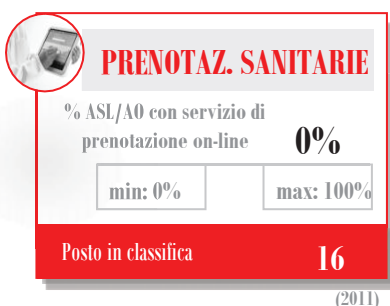 PRENOTAZ. SANITARIE
% ASL/AO con servizio di
prenotazione on-line 0%
min: 0% max: 100%
Posto in classifica 16
(2011)